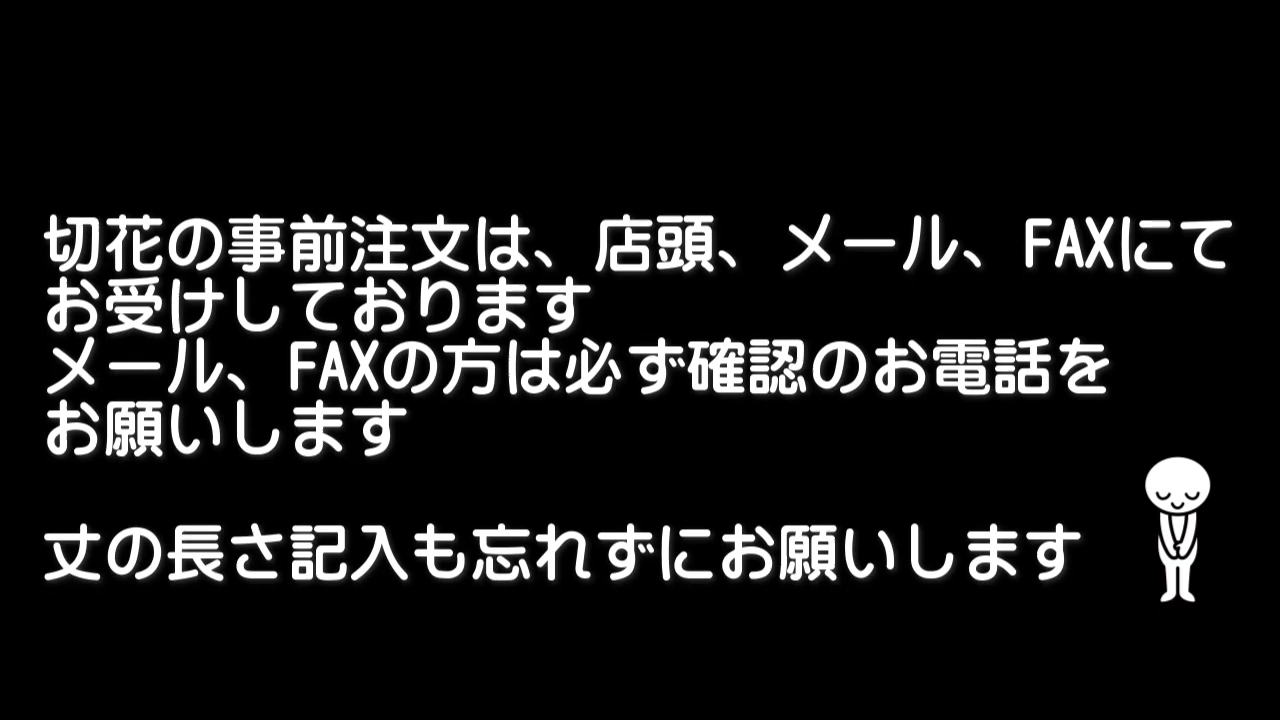 切花の事前注文は、店頭、メール、FAXにて
お受けしております
メール、FAXの方は必ず確認のお電話を
お願いします
丈の長さ記入も忘れずにお願いします